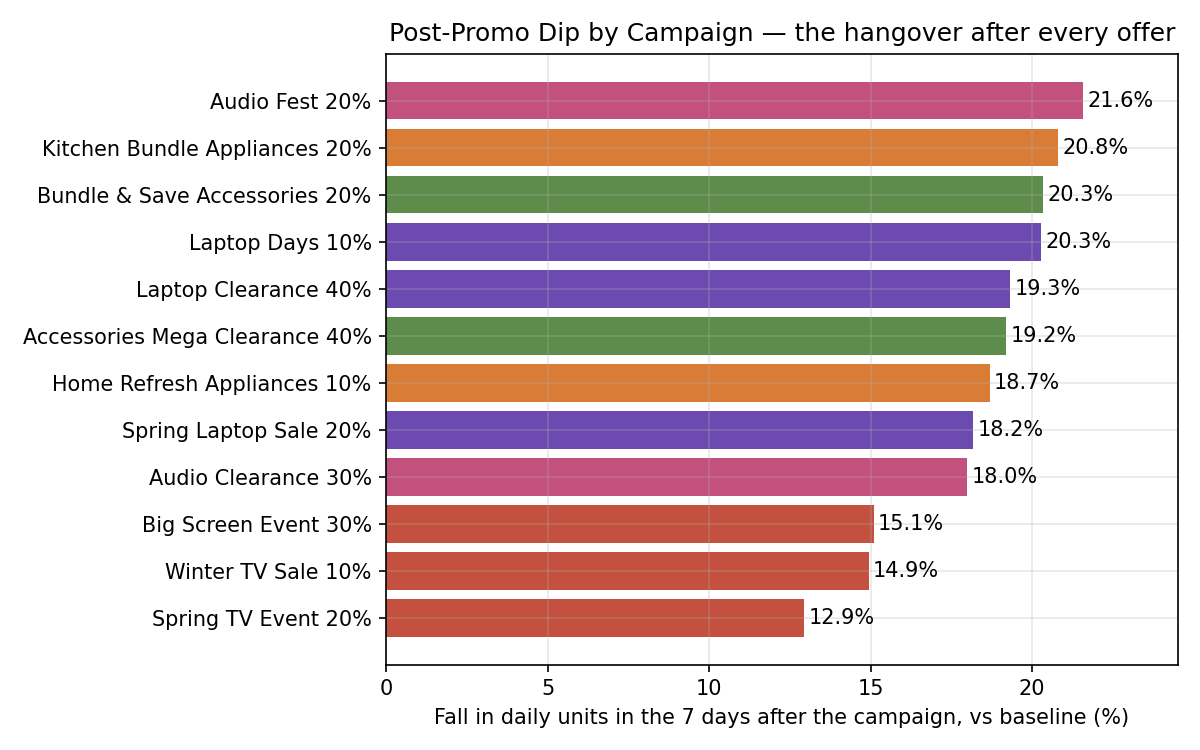 Post-Promo Dip by Campaign — the hangover after every offer
Audio Fest 20% 21.6%
Kitchen Bundle Appliances 20% 20.8%
Bundle & Save Accessories 20% 20.3%
Laptop Days 10% 20.3%
Laptop Clearance 40% 19.3%
Accessories Mega Clearance 40% 19.2%
Home Refresh Appliances 10% 18.7%
Spring Laptop Sale 20% 18.2%
Audio Clearance 30% 18.0%
Big Screen Event 30% 15.1%
Winter TV Sale 10% 14.9%
Spring TV Event 20% 12.9%
0 5 10 15 20
Fall in daily units in the 7 days after the campaign, vs baseline (%)